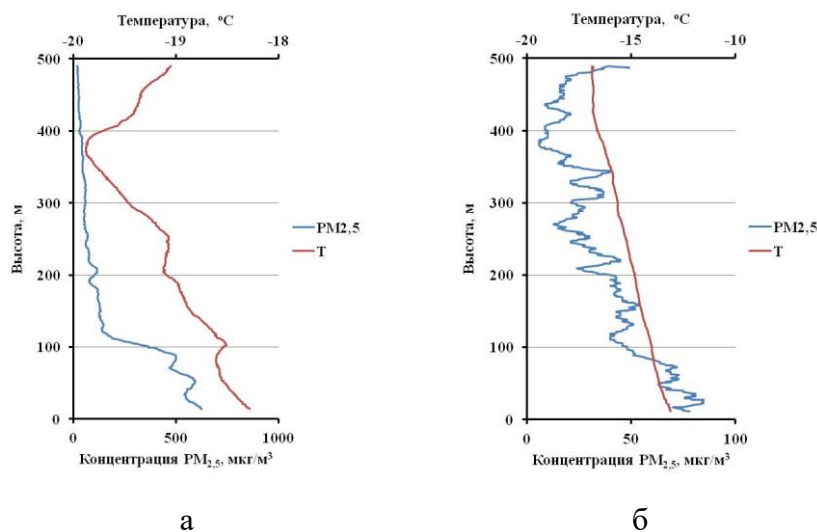 Температура, °C
-20 -19 -18
500
400
300
200
100
0
Высота, м
PM2,5
T
0 500 1000
Концентрация PM2,5, мкг/м³
а
Температура, °C
-20 -15 -10
500
400
300
200
100
0
Высота, м
PM2,5
T
0 50 100
Концентрация PM2,5, мкг/м³
б